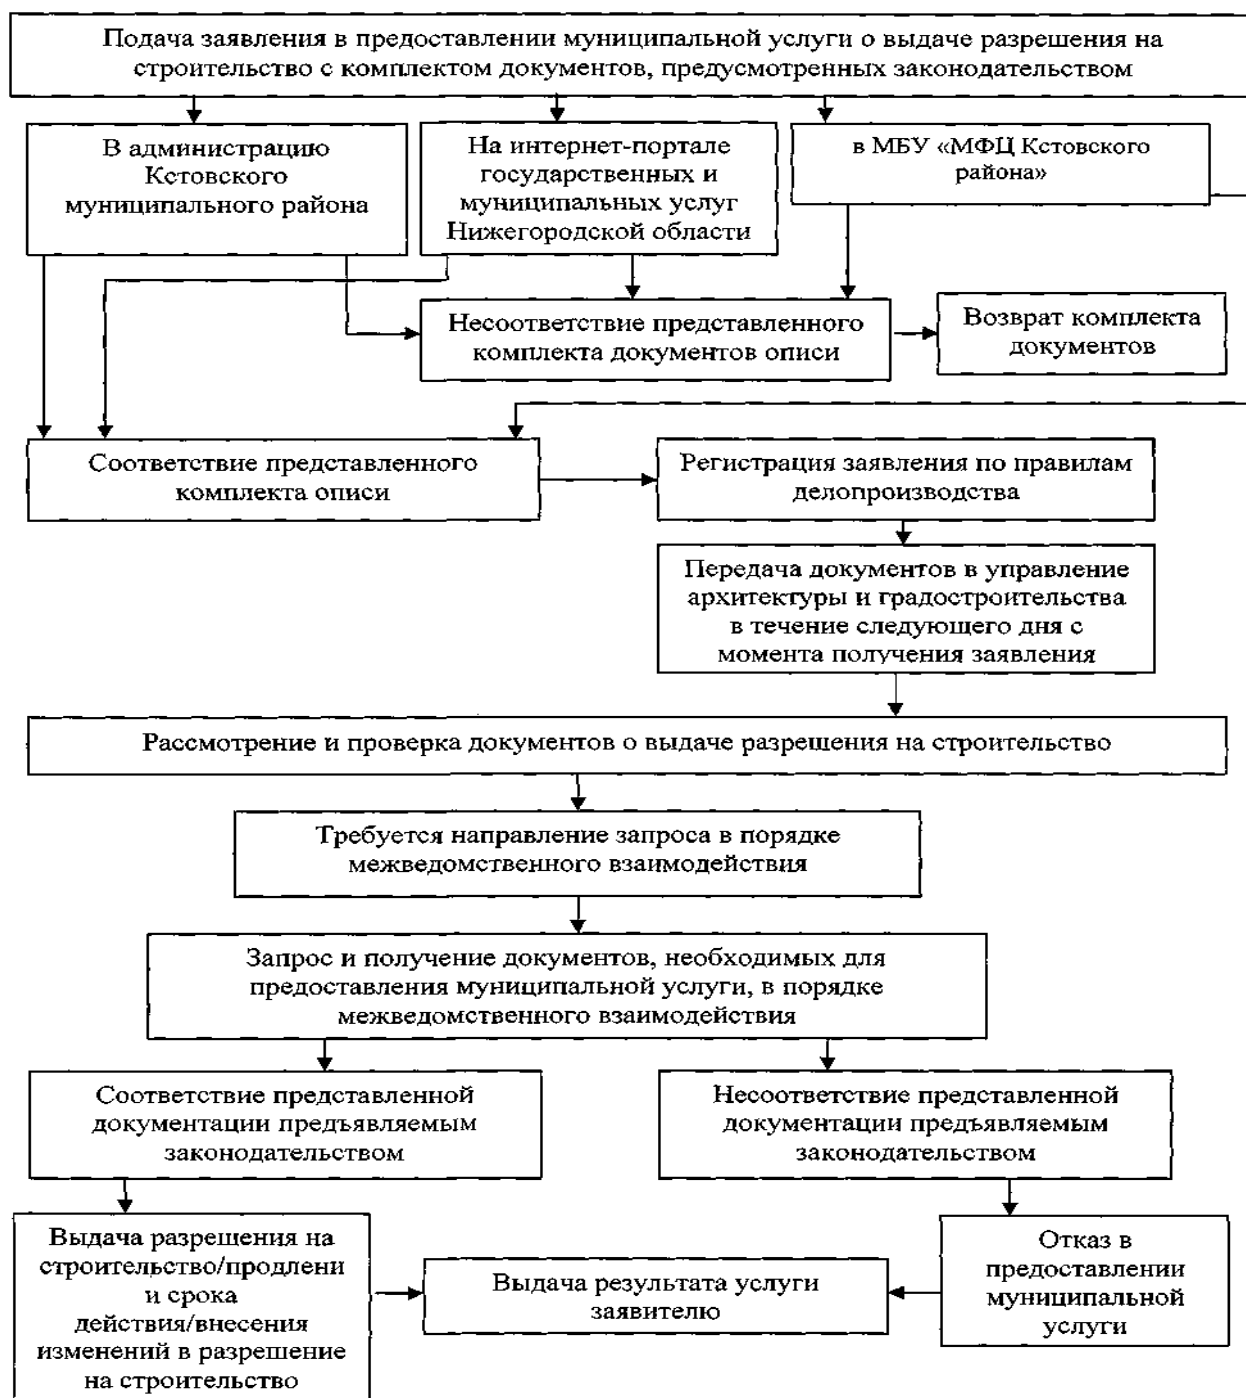 Подача заявления в предоставлении муниципальной услуги о выдаче разрешения на
строительство с комплектом документов, предусмотренных законодательством
В администрацию
Кстовского
муниципального района
На интернет-портале
государственных и
муниципальных услуг
Нижегородской области
в МБУ «МФЦ Кстовского
района»
Несоответствие представленного
комплекта документов описи
Возврат комплекта
документов
Соответствие представленного
комплекта описи
Регистрация заявления по правилам
делопроизводства
Передача документов в управление
архитектуры и градостроительства
в течение следующего дня с
момента получения заявления
Рассмотрение и проверка документов о выдаче разрешения на строительство
Требуется направление запроса в порядке
межведомственного взаимодействия
Запрос и получение документов, необходимых для
предоставления муниципальной услуги, в порядке
межведомственного взаимодействия
Соответствие представленной
документации предъявляемым
законодательством
Несоответствие представленной
документации предъявляемым
законодательством
Выдача разрешения на
строительство/продлени
и срока
действия/внесения
изменений в разрешение
на строительство
Выдача результата услуги
заявителю
Отказ в
предоставлении
муниципальной
услуги